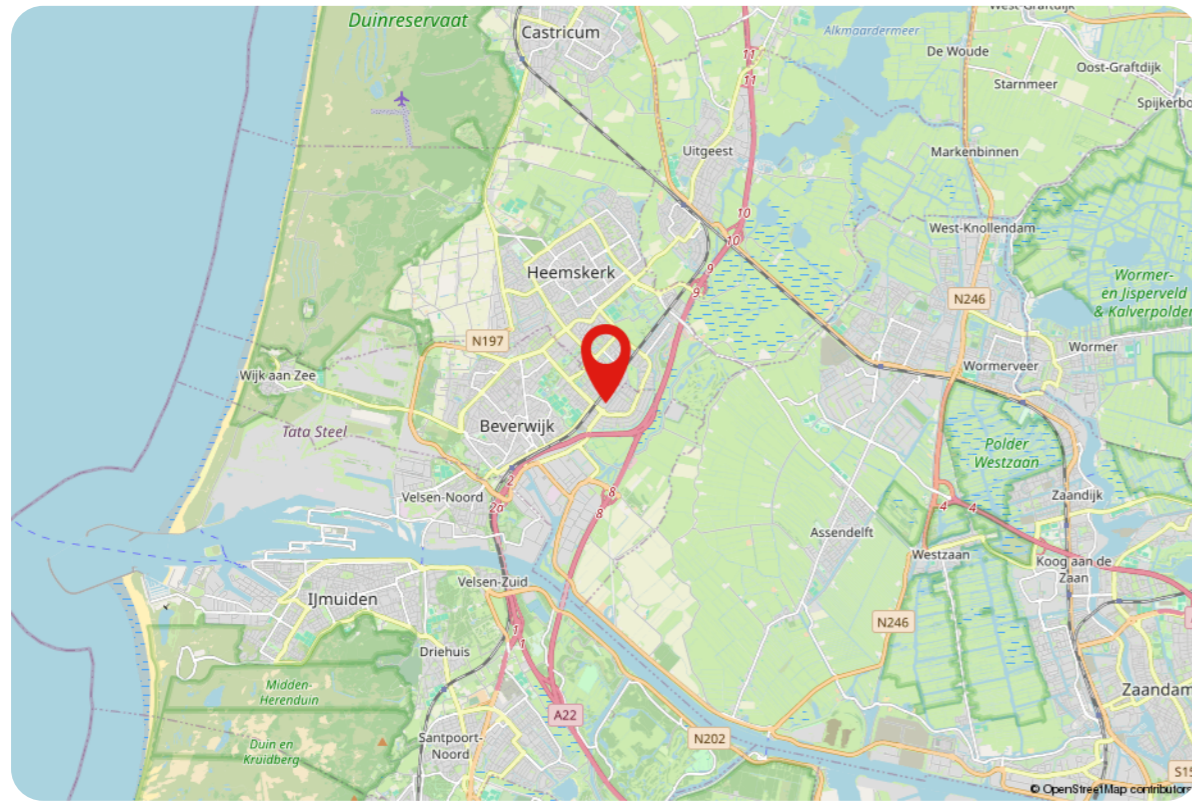 West-Graftdijk
Duinreservaat
Castricum
Alkmaardermeer
De Woude
11
11
Oost-Graftdijk
Starnmeer
Spijkerbo
Uitgeest
Markenbinnen
10
10
West-Knollendam
Heemskerk
9
9
Wormer-
en Jisperveld
& Kalverpolder
N246
N197
Wormer
Wormerveer
Wijk aan Zee
Beverwijk
Tata Steel
Polder
Westzaan
2
2a
Velsen-Noord
8
8
4
4
Zaandijk
Assendelft
Westzaan
Koog aan de
Zaan
Velsen-Zuid
IJmuiden
N246
1
1
Driehuis
Midden-
Herenduin
Zaandam
A22
N202
Santpoort-
Noord
Duin en
Kruidberg
S15
© OpenStreetMap contributors